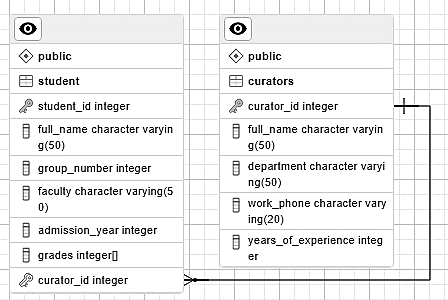 public
student
student_id integer
full_name character varyin
g(50)
group_number integer
faculty character varying(5
0)
admission_year integer
grades integer[]
curator_id integer
public
curators
curator_id integer
full_name character varyin
g(50)
department character varyi
ng(50)
work_phone character vary
ing(20)
years_of_experience integ
er